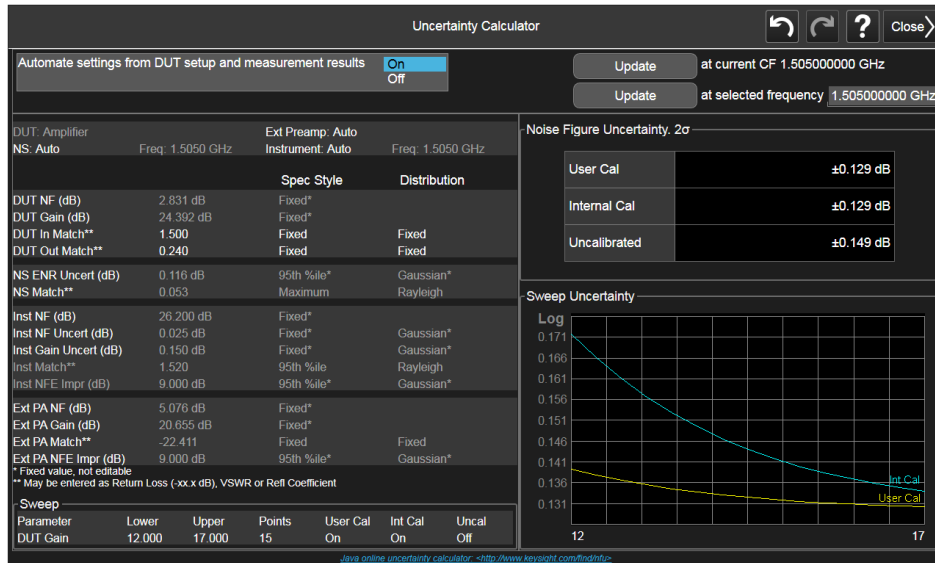 Uncertainty Calculator
? Close
Automate settings from DUT setup and measurement results On
Off
Update at current CF 1.505000000 GHz
Update at selected frequency 1.505000000 GHz
DUT: Amplifier Ext Preamp: Auto
NS: Auto Freq: 1.5050 GHz Instrument: Auto Freq: 1.5050 GHz
Spec Style Distribution
DUT NF (dB) 2.831 dB Fixed*
DUT Gain (dB) 24.392 dB Fixed*
DUT In Match** 1.500 Fixed Fixed
DUT Out Match** 0.240 Fixed Fixed
NS ENR Uncert (dB) 0.116 dB 95th %ile* Gaussian*
NS Match** 0.053 Maximum Rayleigh
Inst NF (dB) 26.200 dB Fixed*
Inst NF Uncert (dB) 0.025 dB Fixed* Gaussian*
Inst Gain Uncert (dB) 0.150 dB Fixed* Gaussian*
Inst Match** 1.520 95th %ile Rayleigh
Inst NFE Impr (dB) 9.000 dB 95th %ile* Gaussian*
Ext PA NF (dB) 5.076 dB Fixed*
Ext PA Gain (dB) 20.655 dB Fixed*
Ext PA Match** -22.411 Fixed Fixed
Ext PA NFE Impr (dB) 9.000 dB 95th %ile* Gaussian*
* Fixed value, not editable
** May be entered as Return Loss (-xx.x dB), VSWR or Refl Coefficient
Sweep
Parameter Lower Upper Points User Cal Int Cal Uncal
DUT Gain 12.000 17.000 15 On On Off
Noise Figure Uncertainty. 2σ
User Cal ±0.129 dB
Internal Cal ±0.129 dB
Uncalibrated ±0.149 dB
Sweep Uncertainty
Log
0.171
0.166
0.161
0.156
0.151
0.146
0.141
0.136
0.131
Int Cal
User Cal
12 17
Java online uncertainty calculator: <http://www.keysight.com/find/nfu>